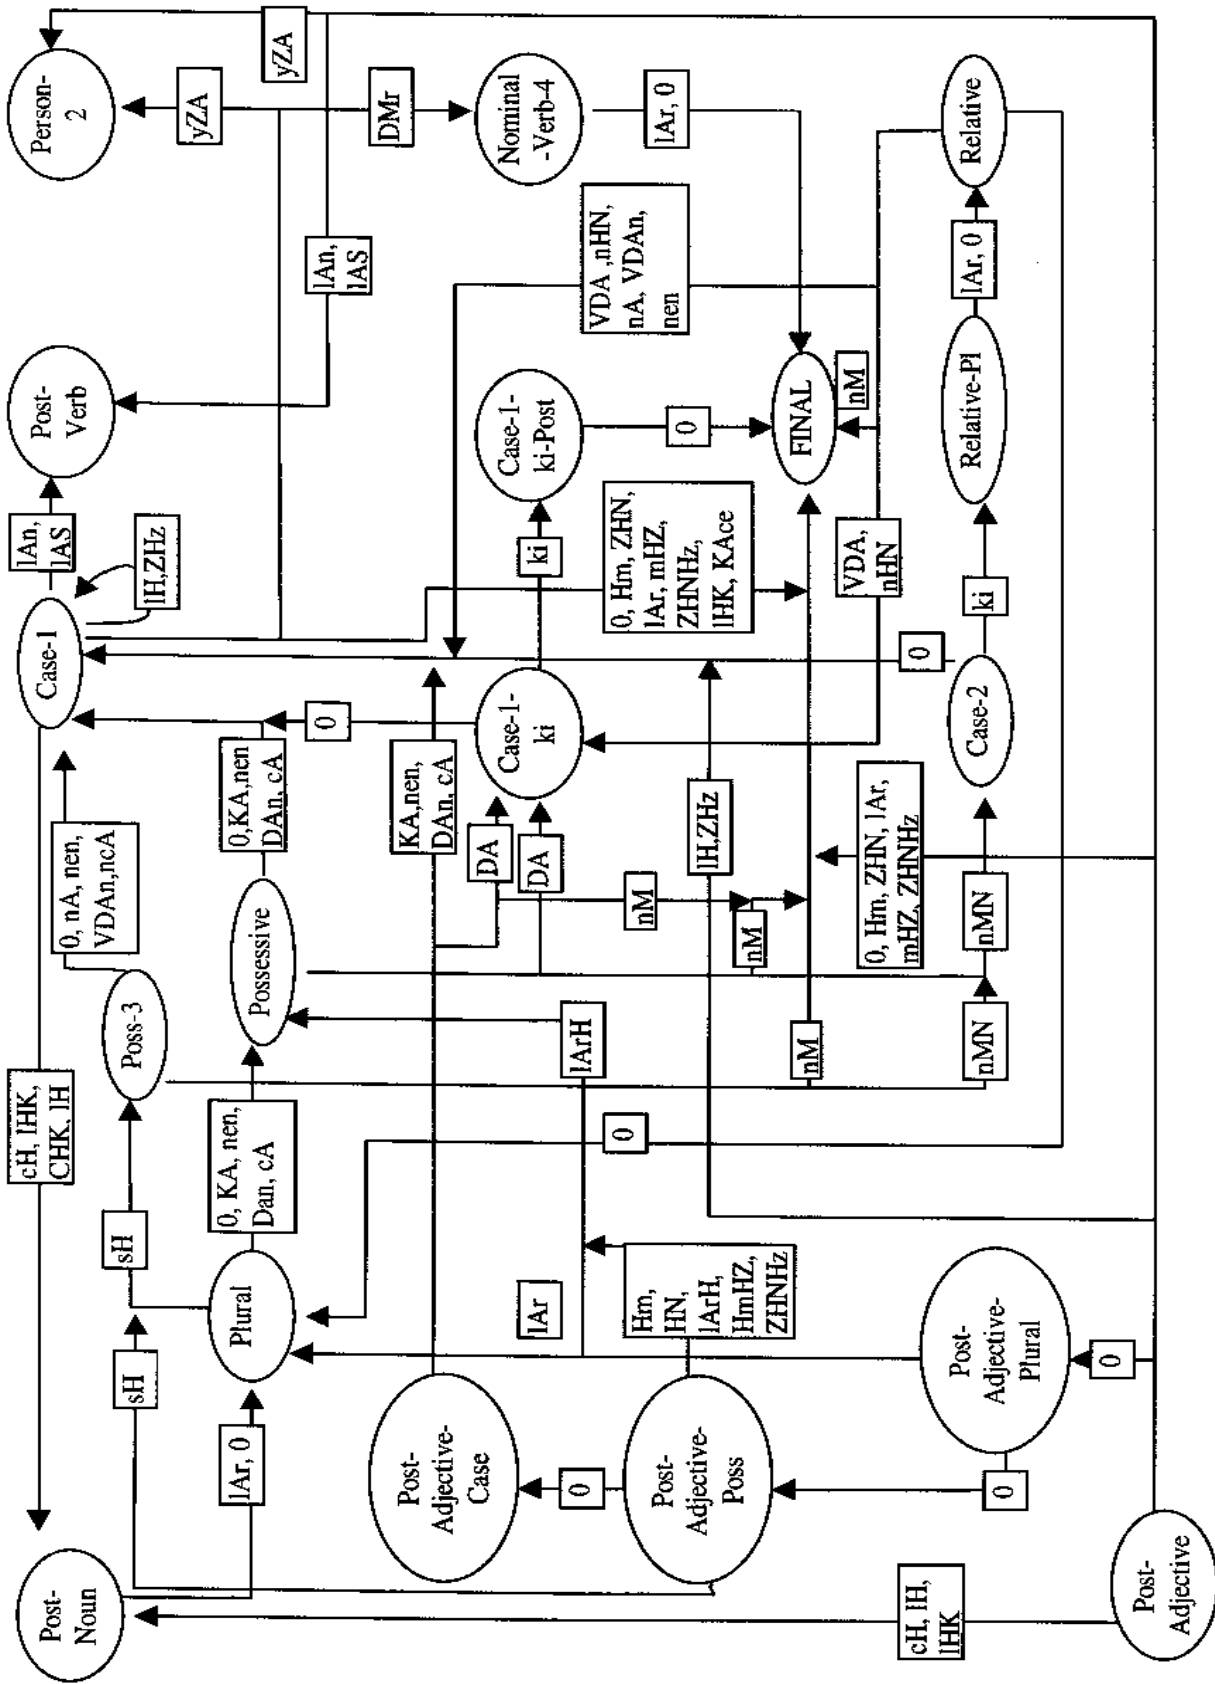 Post-
Noun
cH, lHK,
CHK, lH
Case-1
lAn,
lAS
Post-
Verb
Person-
2
yZA
yZA
sH
sH
Poss-3
0, nA, nen,
VDAn,ncA
lH,ZHz
lAr, 0
Plural
0, KA, nen,
Dan, cA
Possessive
0,KA,nen
DAn, cA
0
lAn,
lAS
DMr
Post-
Adjective-
Case
KA,nen,
DAn, cA
DA
DA
Case-1-
ki
ki
Case-1-
ki-Post
Nominal
-Verb-4
0
lAr
lArH
nM
0
VDA ,nHN,
nA, VDAn,
nen
lAr, 0
Post-
Adjective-
Poss
Hm,
HN,
lArH,
HmHZ,
ZHNHz
0
lH,ZHz
nM
0, Hm, ZHN,
lAr, mHZ,
ZHNHz,
lHK, KAce
nM
FINAL
nM
cH, lH,
lHK
0
Post-
Adjective-
Plural
0, Hm, ZHN, lAr,
mHZ, ZHNHz
0
VDA,
nHN
nMN
nMN
Case-2
ki
Relative-Pl
lAr, 0
Relative
Post-
Adjective
0